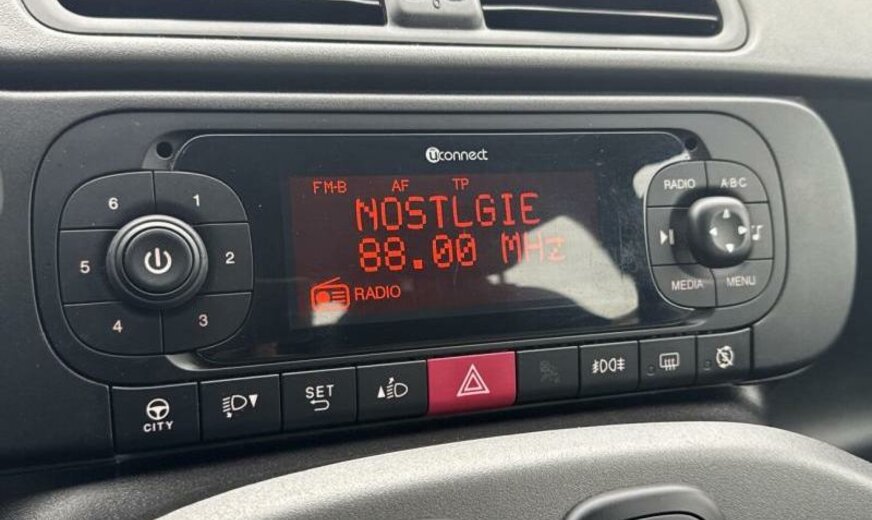 uconnect
FM-B AF TP
NOSTLGIE
88.00 MHz
RADIO
6 1
5 2
4 3
RADIO A·B·C
MEDIA MENU
CITY
SET